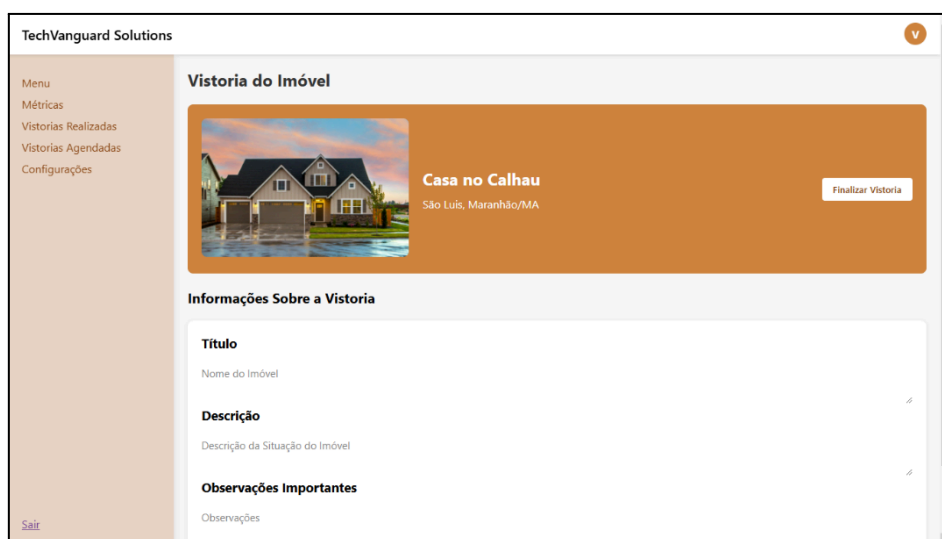 TechVanguard Solutions
V
Menu
Métricas
Vistorias Realizadas
Vistorias Agendadas
Configurações
Sair
Vistoria do Imóvel
Casa no Calhau
São Luis, Maranhão/MA
Finalizar Vistoria
Informações Sobre a Vistoria
Título
Nome do Imóvel
Descrição
Descrição da Situação do Imóvel
Observações Importantes
Observações